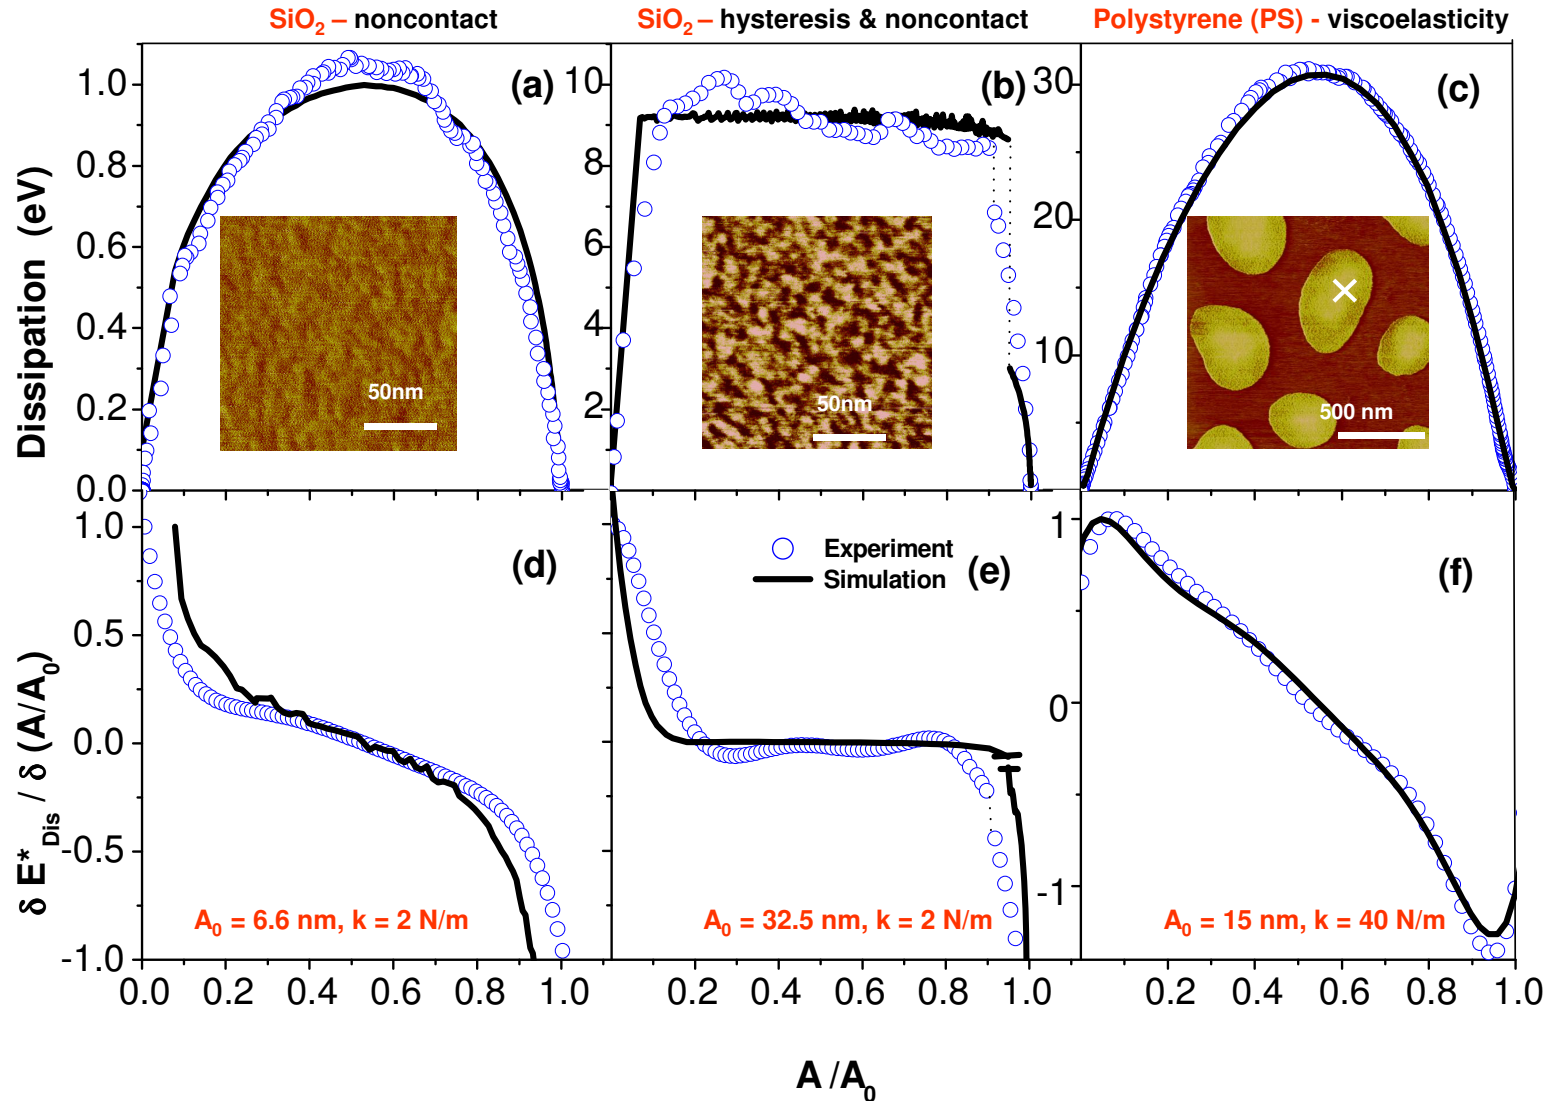 SiO2 – noncontact
SiO2 – hysteresis & noncontact
Polystyrene (PS) - viscoelasticity
Dissipation (eV)
1.0
0.8
0.6
0.4
0.2
0.0
(a)
50nm
10
8
6
4
2
(b)
50nm
30
20
10
(c)
500 nm
δ E*Dis / δ (A/A0)
1.0
0.5
0.0
-0.5
-1.0
(d)
A0 = 6.6 nm, k = 2 N/m
Experiment
Simulation
(e)
A0 = 32.5 nm, k = 2 N/m
1
0
-1
(f)
A0 = 15 nm, k = 40 N/m
0.0 0.2 0.4 0.6 0.8 1.0
0.2 0.4 0.6 0.8 1.0
0.2 0.4 0.6 0.8 1.0
A /A0